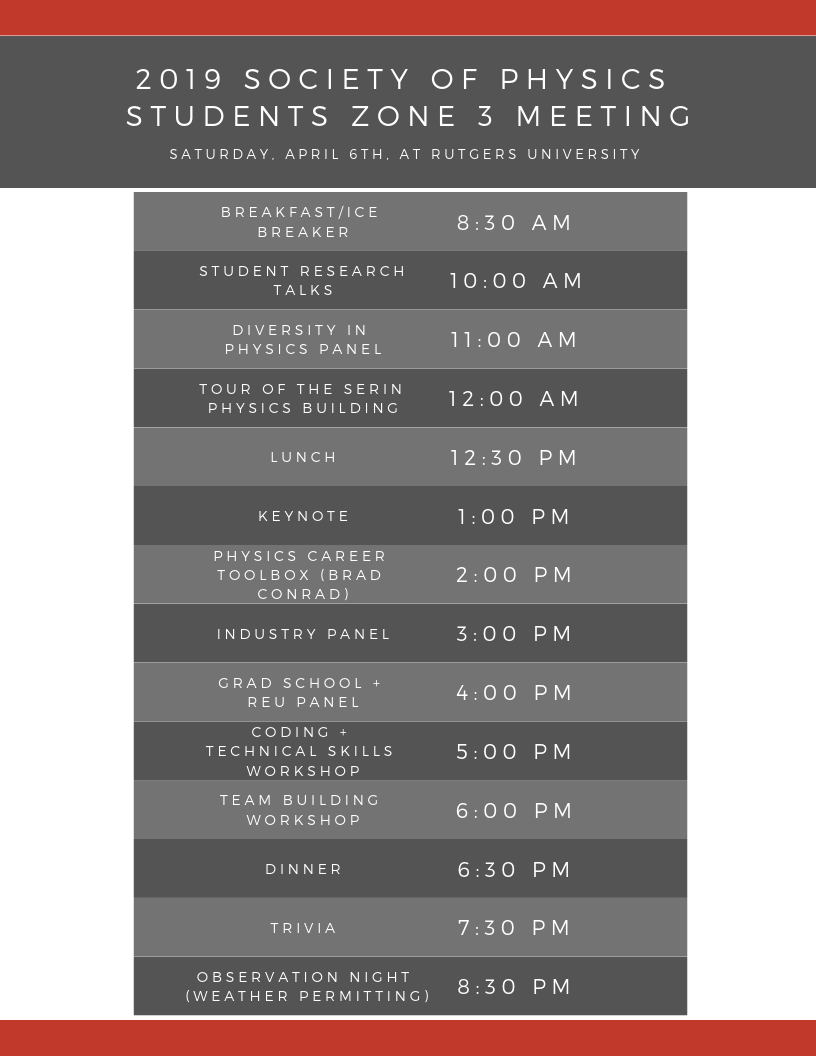 2019 SOCIETY OF PHYSICS
STUDENTS ZONE 3 MEETING
SATURDAY, APRIL 6TH, AT RUTGERS UNIVERSITY
BREAKFAST/ICE
BREAKER
8:30 AM
STUDENT RESEARCH
TALKS
10:00 AM
DIVERSITY IN
PHYSICS PANEL
11:00 AM
TOUR OF THE SERIN
PHYSICS BUILDING
12:00 AM
LUNCH
12:30 PM
KEYNOTE
1:00 PM
PHYSICS CAREER
TOOLBOX (BRAD
CONRAD)
2:00 PM
INDUSTRY PANEL
3:00 PM
GRAD SCHOOL +
REU PANEL
4:00 PM
CODING +
TECHNICAL SKILLS
WORKSHOP
5:00 PM
TEAM BUILDING
WORKSHOP
6:00 PM
DINNER
6:30 PM
TRIVIA
7:30 PM
OBSERVATION NIGHT
(WEATHER PERMITTING)
8:30 PM